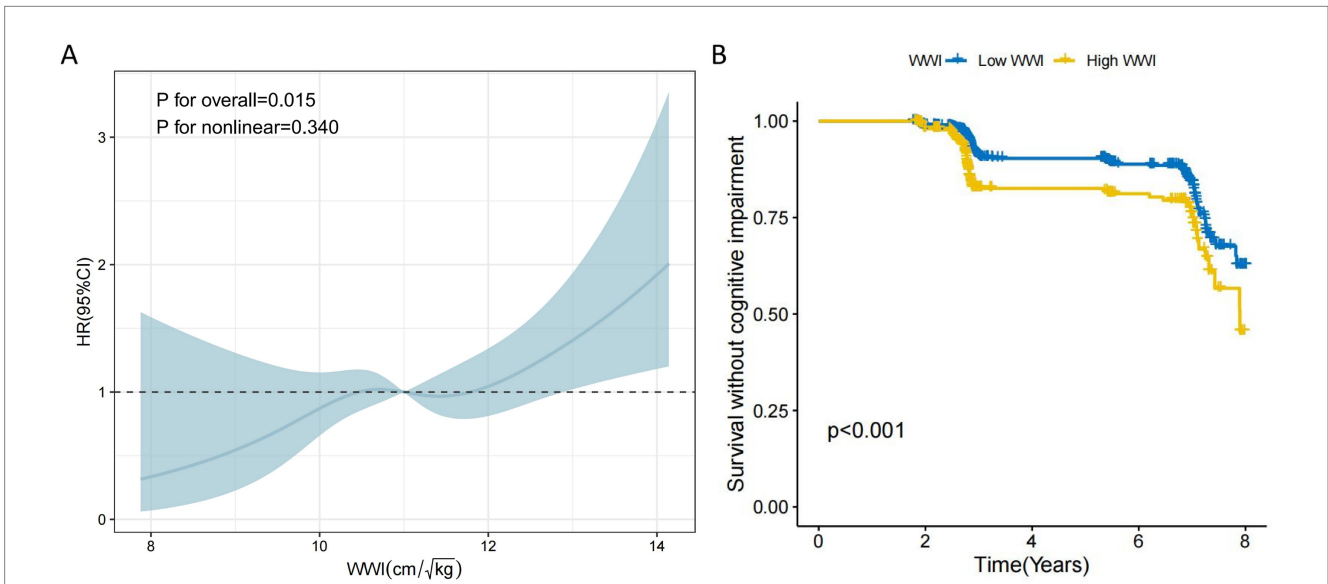 A
P for overall=0.015
P for nonlinear=0.340
HR(95%CI)
3
2
1
0
8
10
12
14
WWI(cm/√kg)
B
WWI Low WWI High WWI
Survival without cognitive impairment
1.00
0.75
0.50
0.25
0.00
p<0.001
0
2
4
6
8
Time(Years)